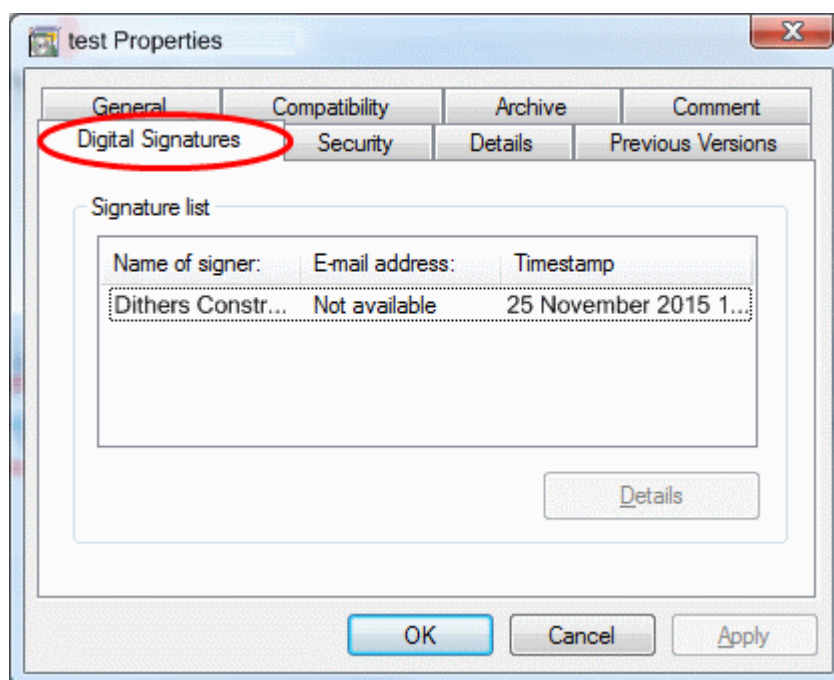 test Properties
General Compatibility Archive Comment
Digital Signatures Security Details Previous Versions
Signature list
Name of signer: E-mail address: Timestamp
Dithers Constr... Not available 25 November 2015 1...
Details
OK Cancel Apply